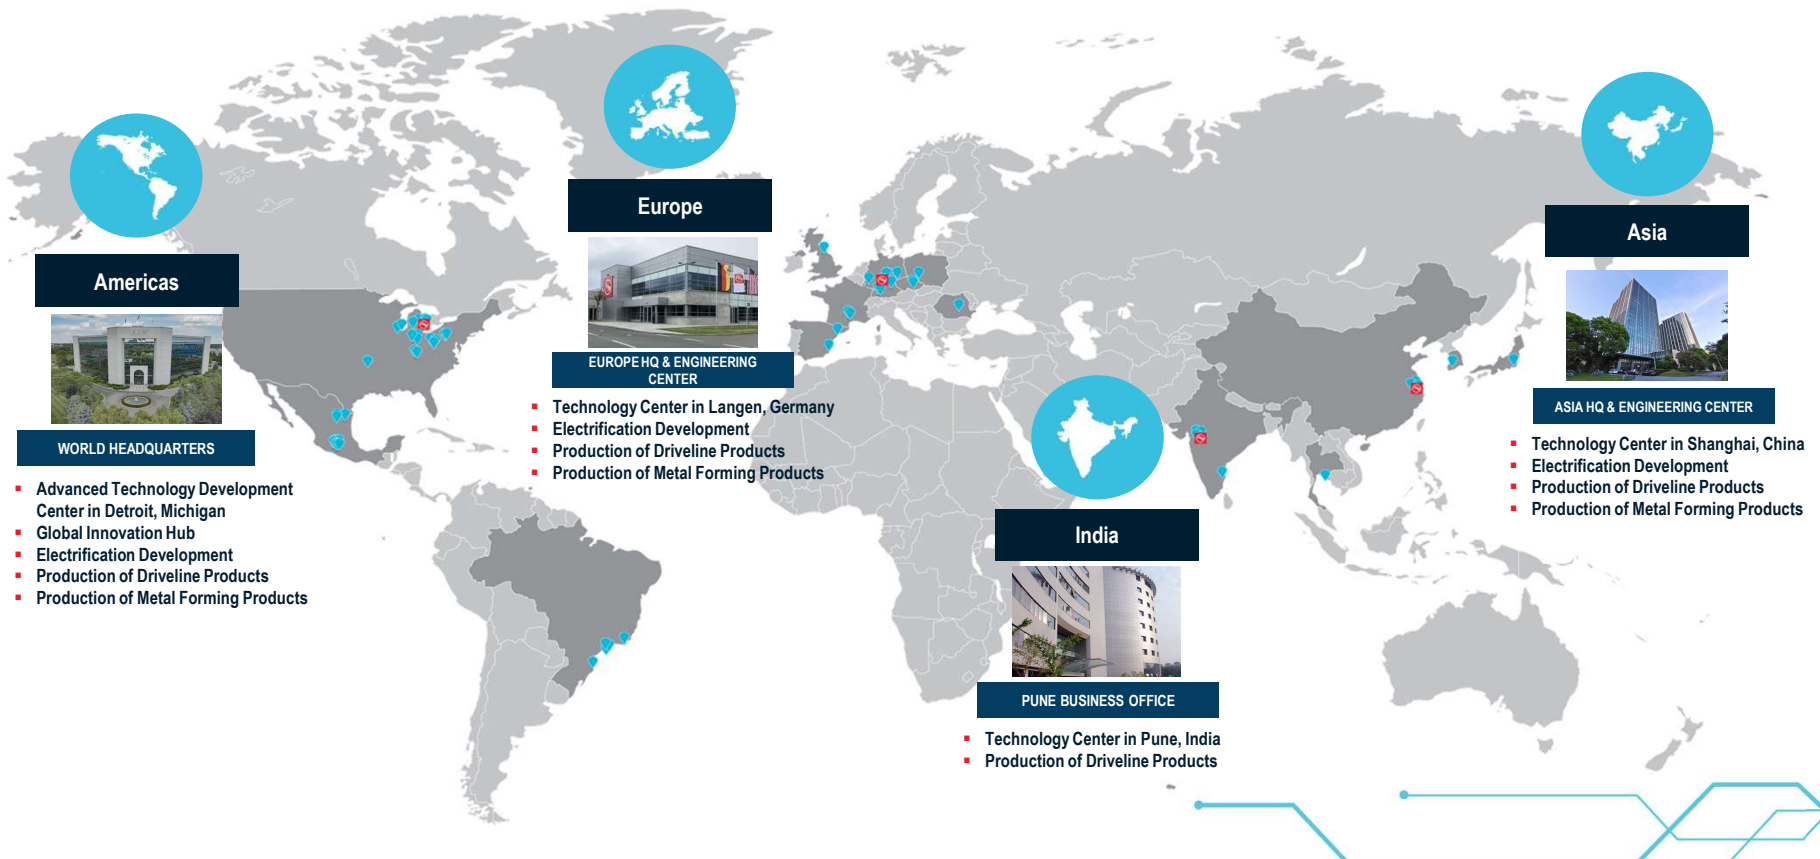 Americas
WORLD HEADQUARTERS
Advanced Technology Development
Center in Detroit, Michigan
Global Innovation Hub
Electrification Development
Production of Driveline Products
Production of Metal Forming Products
Europe
EUROPE HQ & ENGINEERING
CENTER
Technology Center in Langen, Germany
Electrification Development
Production of Driveline Products
Production of Metal Forming Products
India
PUNE BUSINESS OFFICE
Technology Center in Pune, India
Production of Driveline Products
Asia
ASIA HQ & ENGINEERING CENTER
Technology Center in Shanghai, China
Electrification Development
Production of Driveline Products
Production of Metal Forming Products